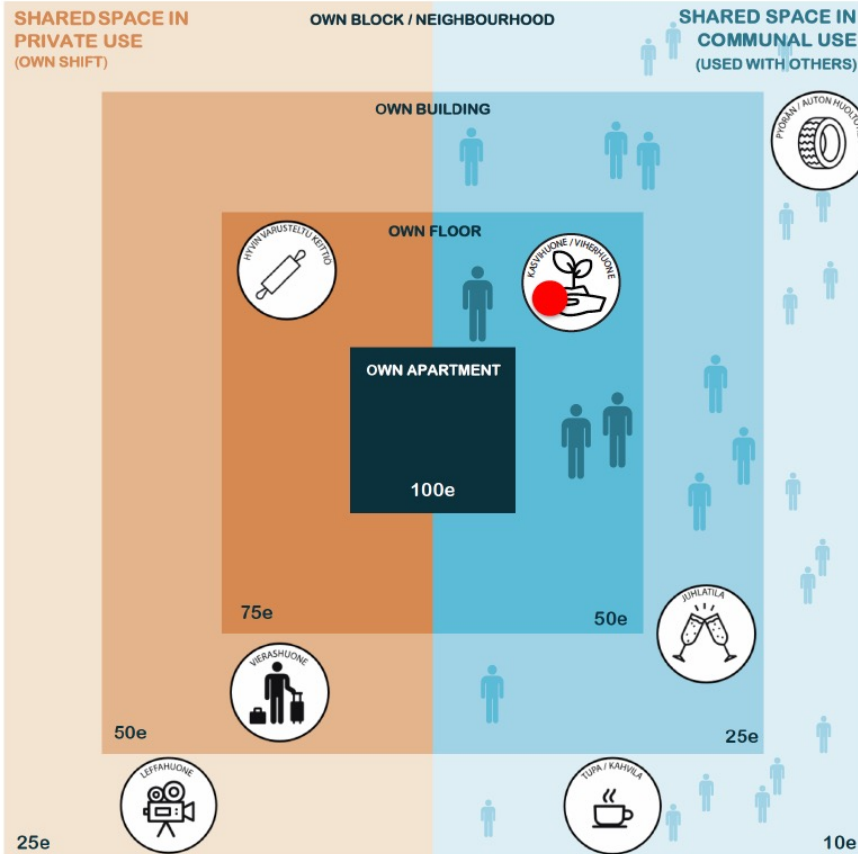 SHARED SPACE IN
PRIVATE USE
(OWN SHIFT)
OWN BLOCK / NEIGHBOURHOOD
SHARED SPACE IN
COMMUNAL USE
(USED WITH OTHERS)
OWN BUILDING
PYÖRÄN / AUTON
OWN FLOOR
HYVIN VARUSTELTU KEITTIÖ
KASVIHUONE / VIHERHUONE
OWN APARTMENT
100e
75e
50e
JUHLATILA
VIERASHUONE
50e
25e
LEFFAHUONE
TUPA / KAHVILA
25e
10e